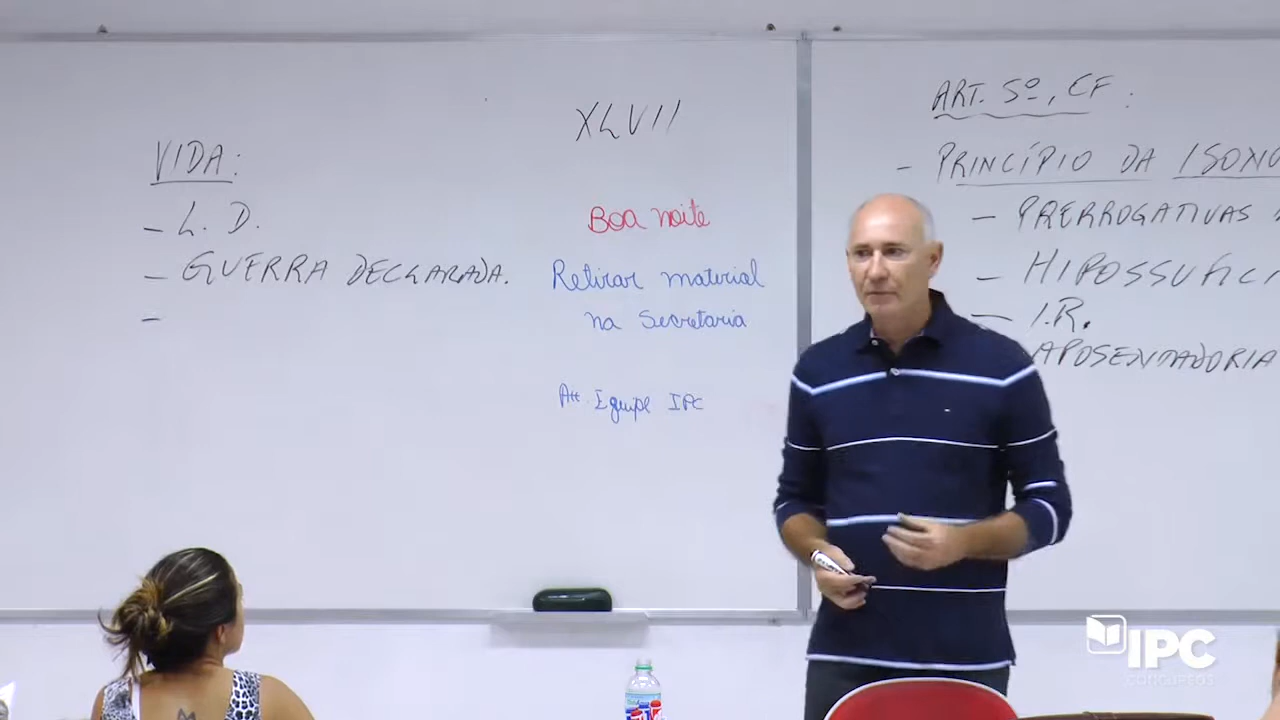 VIDA:
- L. D.
- GUERRA DECLARADA.
-
XLVII
Boa noite
Retirar material
na Secretaria
Att Equipe IPC
ART. 5º, CF:
- PRINCÍPIO DA ISONO
- PRERROGATIVAS
- HIPOSSUFICI
- I.R.
APOSENTADORIA
IPC
CONCURSOS